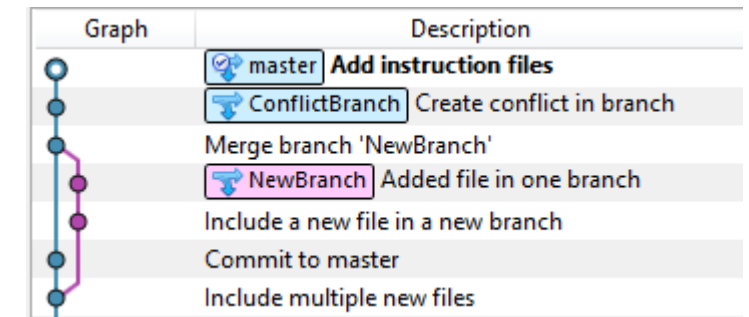 Graph Description
master Add instruction files
ConflictBranch Create conflict in branch
Merge branch 'NewBranch'
NewBranch Added file in one branch
Include a new file in a new branch
Commit to master
Include multiple new files